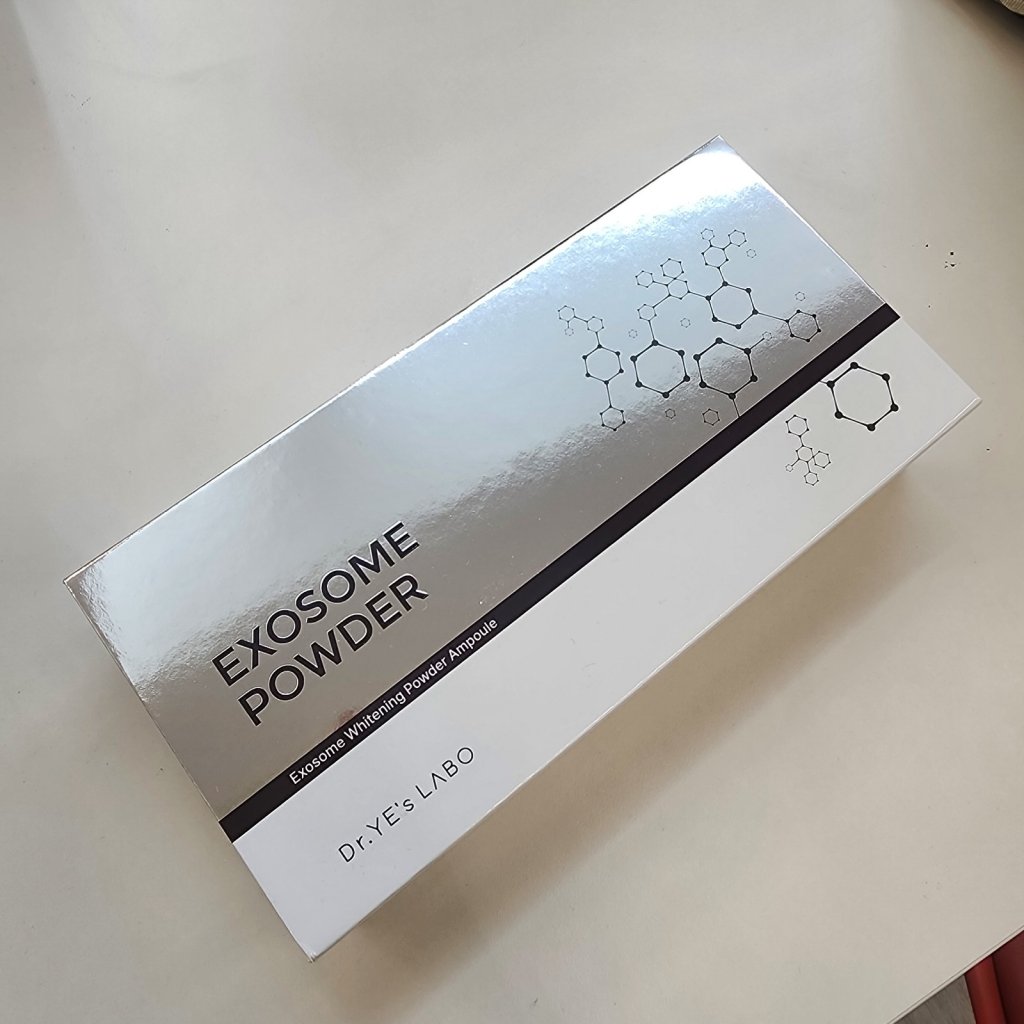 EXOSOME
POWDER
Exosome Whitening Powder Ampoule
Dr.YE's LABO